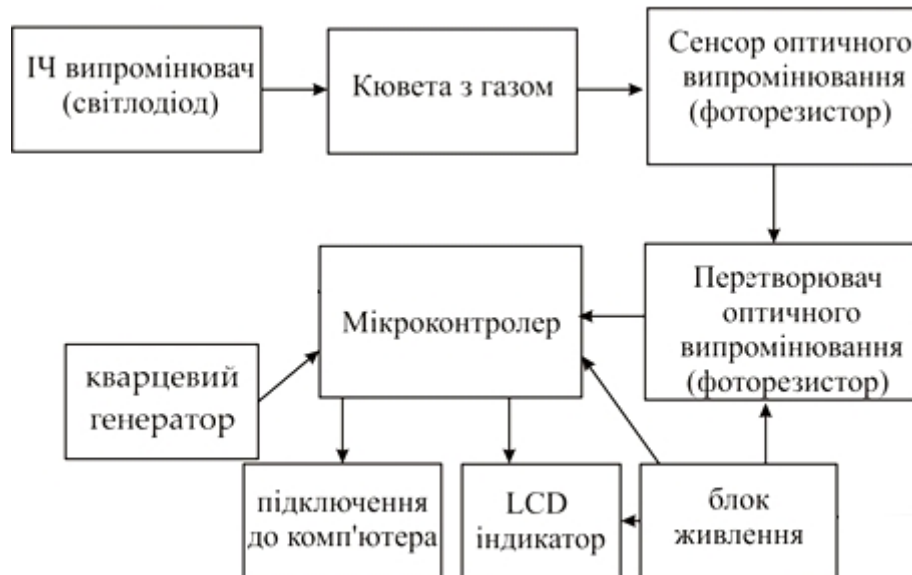 ІЧ випромінювач
(світлодіод)
Кювета з газом
Сенсор оптичного
випромінювання
(фоторезистор)
Мікроконтролер
Перетворювач
оптичного
випромінювання
(фоторезистор)
кварцевий
генератор
підключення
до комп'ютера
LCD
індикатор
блок
живлення